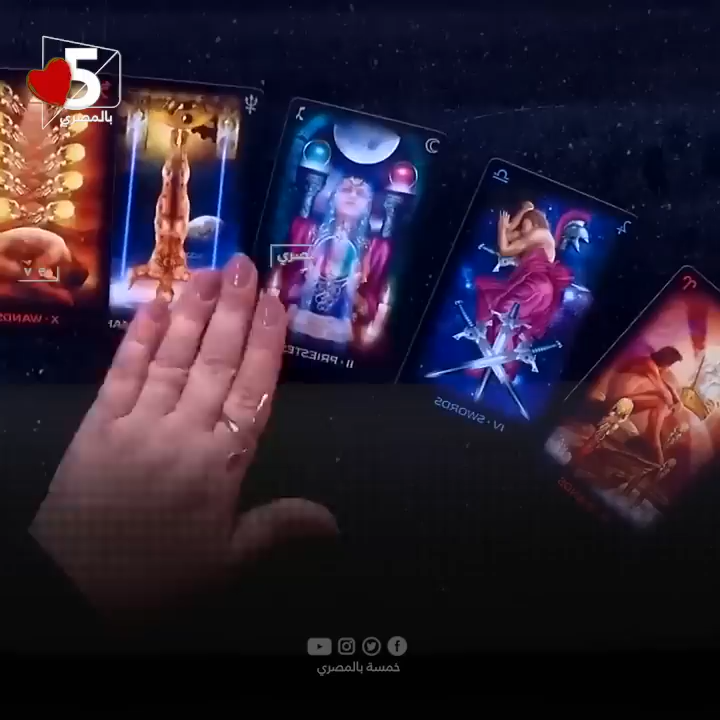 5
بالمصري
X · WANDS
II · PRIESTESS
IV · SWORDS
خمسة بالمصري